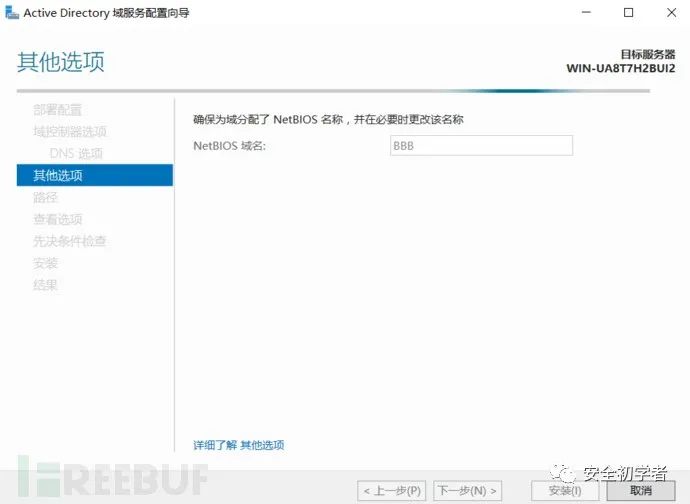 Active Directory 域服务配置向导
其他选项
目标服务器
WIN-UA8T7H2BUI2
部署配置
域控制器选项
DNS 选项
其他选项
路径
查看选项
先决条件检查
安装
结果
确保为域分配了 NetBIOS 名称，并在必要时更改该名称
NetBIOS 域名:
BBB
详细了解 其他选项
REEBUF
安全初学者
< 上一步(P)
下一步(N) >
安装(I)
取消